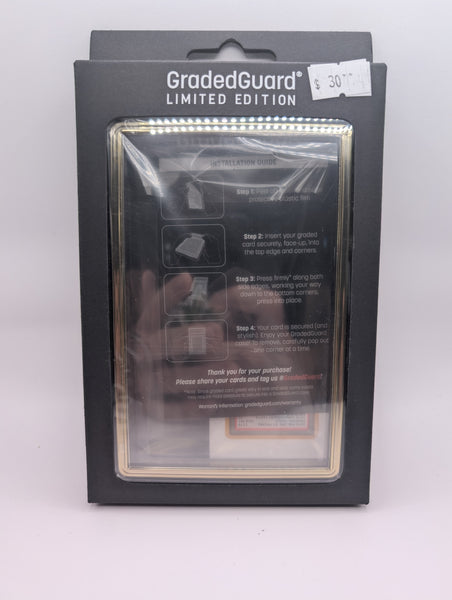 GradedGuard®
LIMITED EDITION
$ 30
INSTALLATION GUIDE
Step 1: Peel
protective plastic film
Step 2: Insert your graded
card securely, face-up, into
the top edge and corners.
Step 3: Press firmly* along both
side edges, working your way
down to the bottom corners,
press into place.
Step 4: Your card is secured (and
stylish). Enjoy your GradedGuard
case! To remove, carefully pop out
one corner at a time.
Thank you for your purchase!
Please share your cards and tag us @GradedGuard!
Warranty information: gradedguard.com/warranty